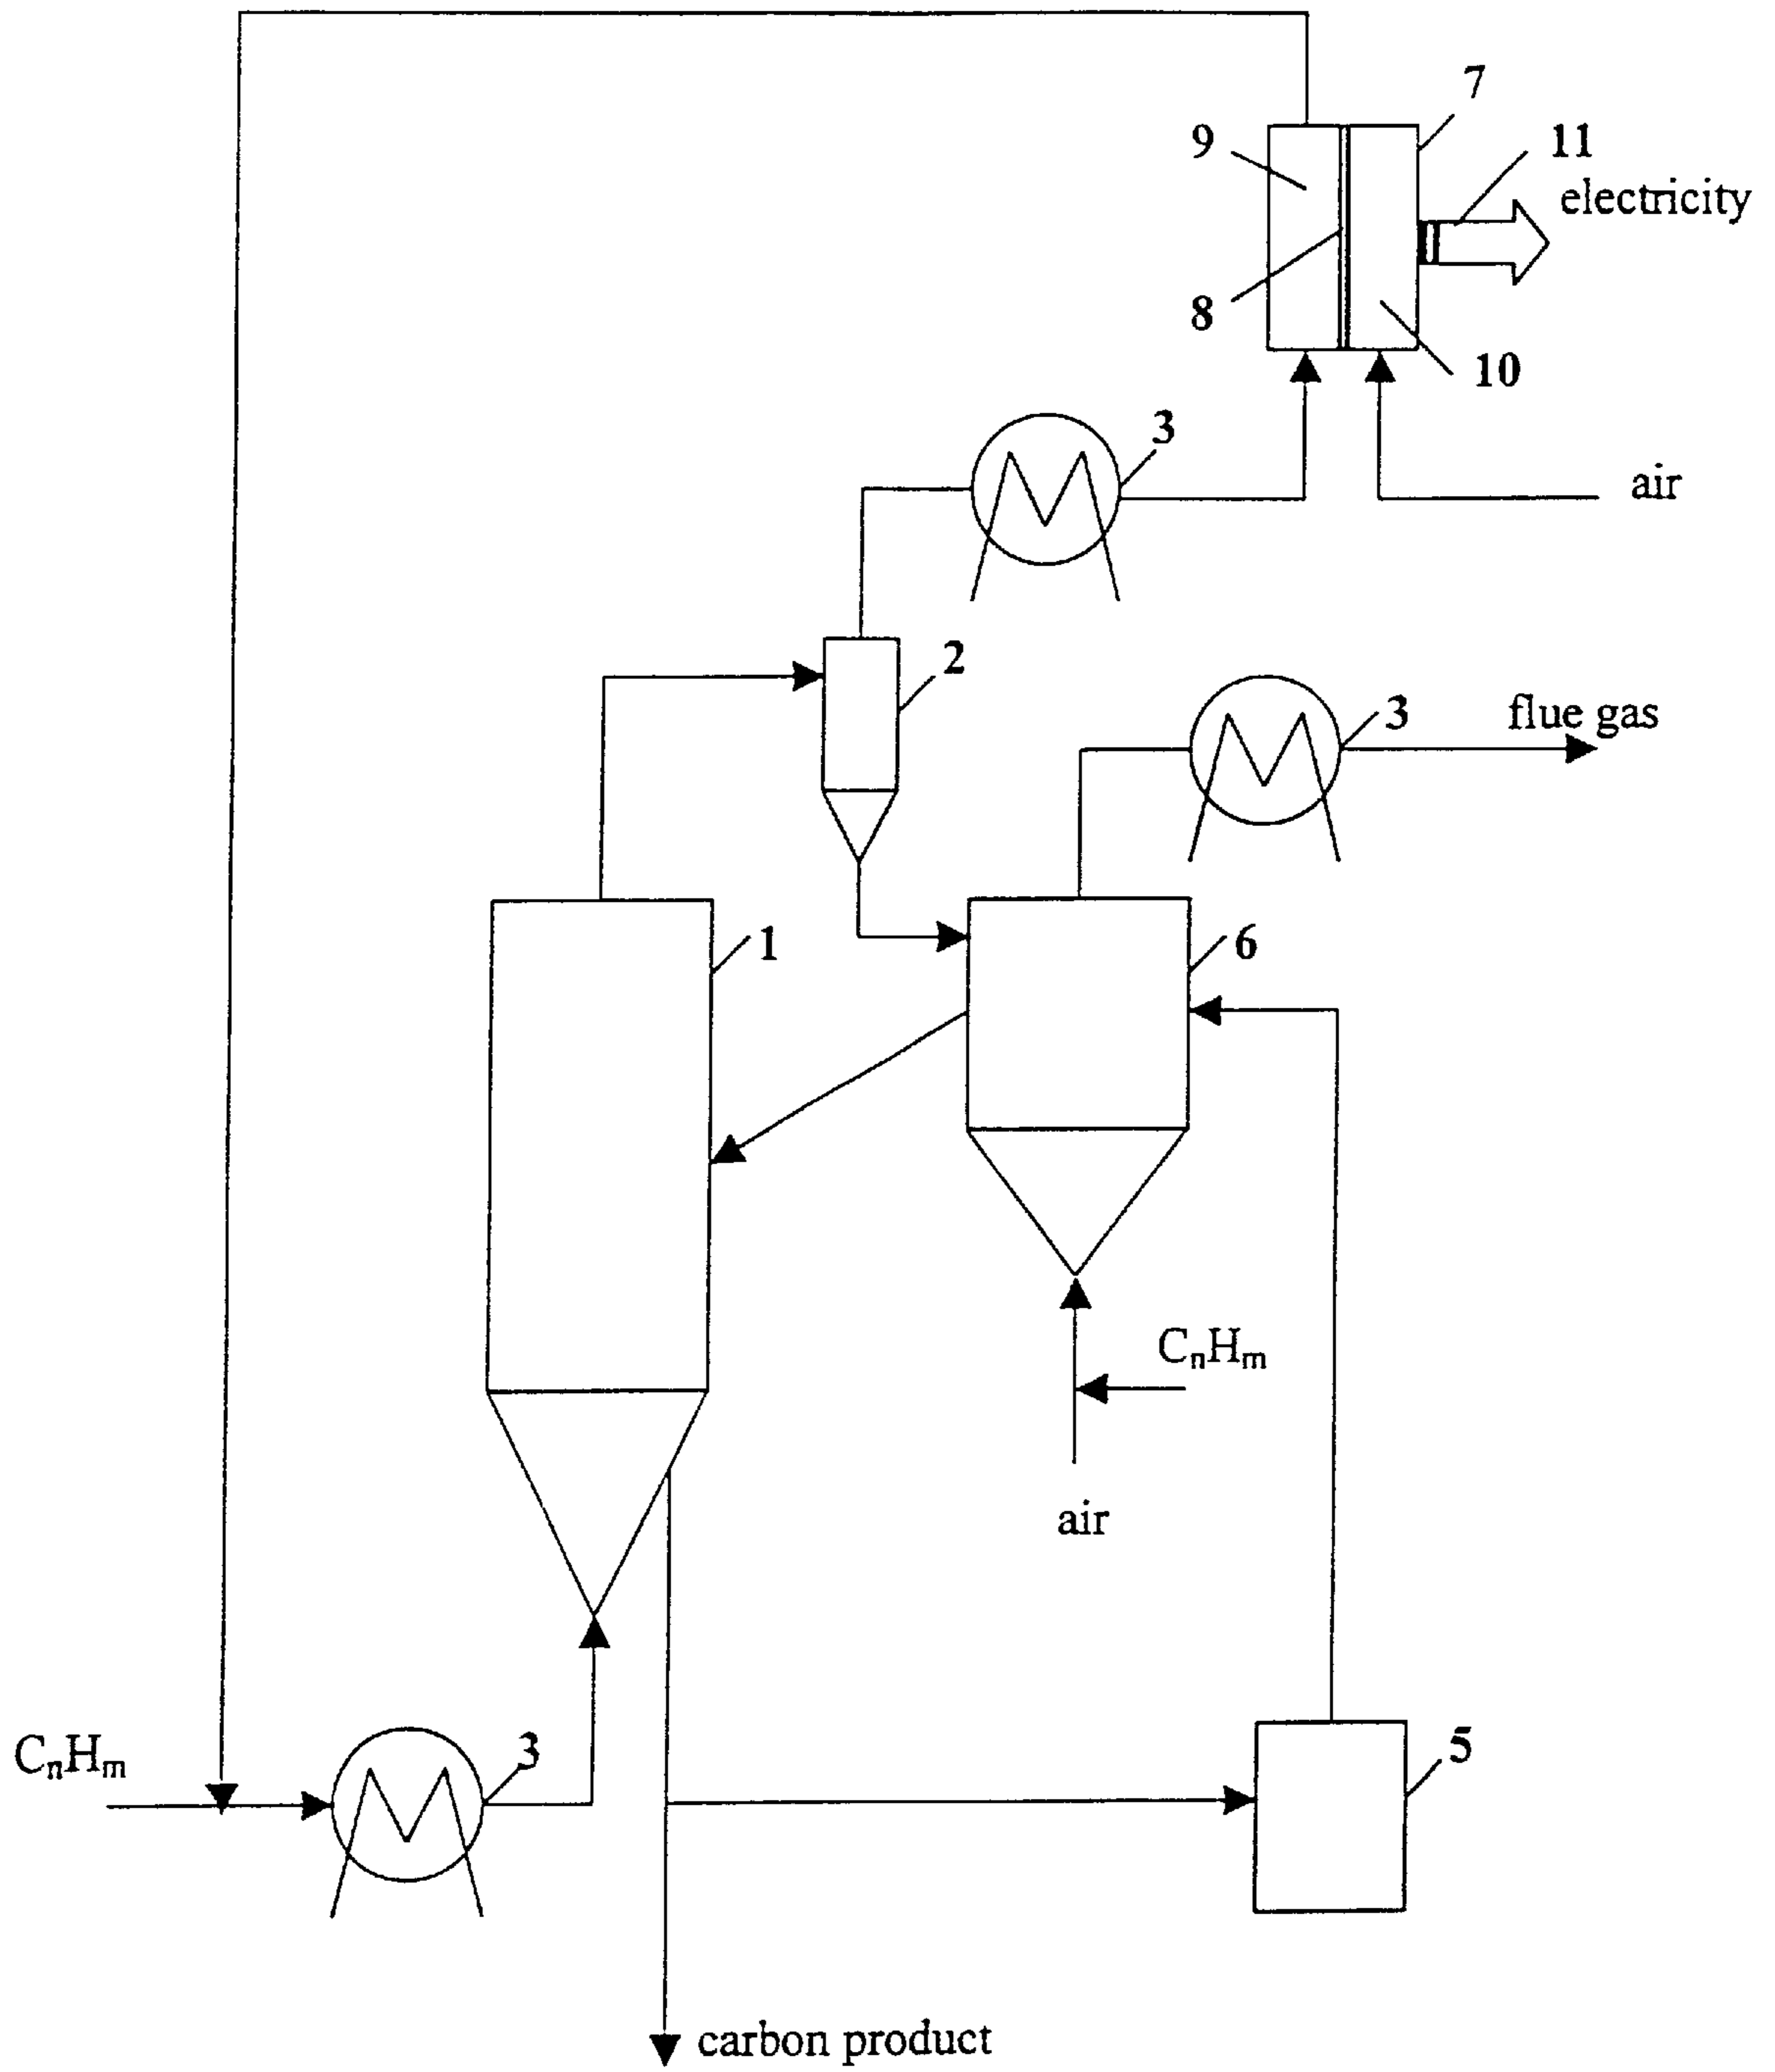 7
9
11
electricity
8
10
3
air
2
3
flue gas
1
6
CₙHₘ
air
CₙHₘ
3
5
carbon product